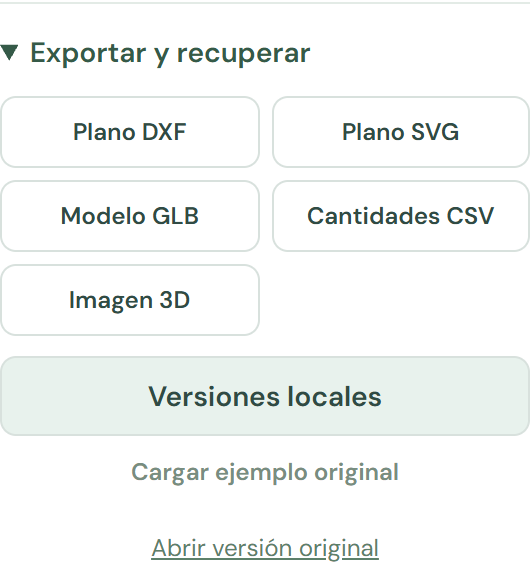 Exportar y recuperar
Plano DXF
Plano SVG
Modelo GLB
Cantidades CSV
Imagen 3D
Versiones locales
Cargar ejemplo original
Abrir versión original